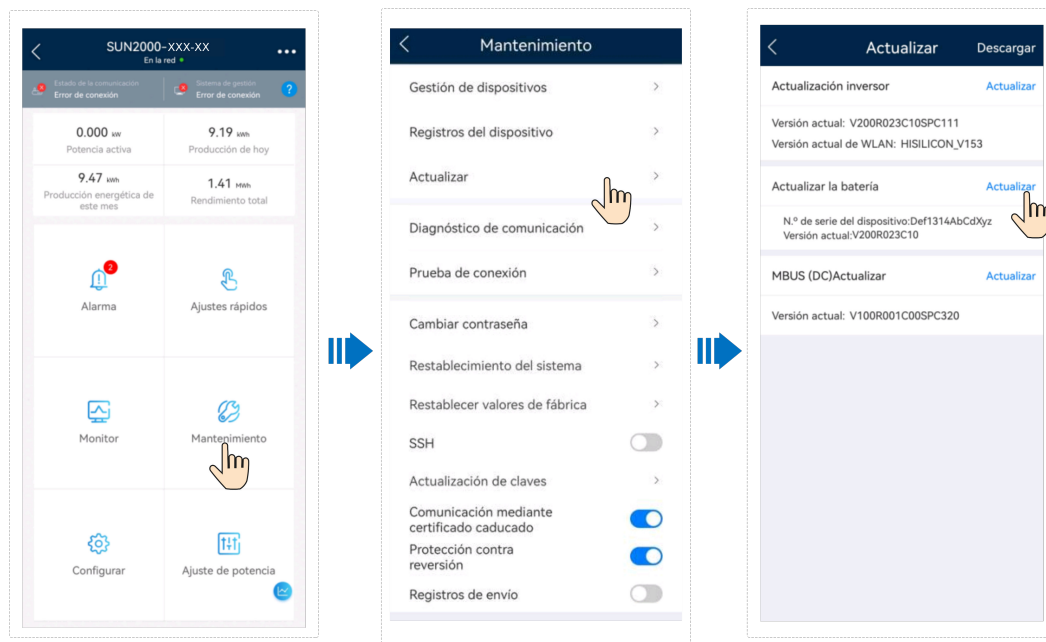 SUN2000-XXX-XX
En la red
Estado de la comunicación
Error de conexión
Sistema de gestión
Error de conexión
?
0.000 kW
Potencia activa
9.19 kWh
Producción de hoy
9.47 kWh
Producción energética de
este mes
1.41 MWh
Rendimiento total
2
Alarma
Ajustes rápidos
Monitor
Mantenimiento
Configurar
Ajuste de potencia
Mantenimiento
Gestión de dispositivos
Registros del dispositivo
Actualizar
Diagnóstico de comunicación
Prueba de conexión
Cambiar contraseña
Restablecimiento del sistema
Restablecer valores de fábrica
SSH
Actualización de claves
Comunicación mediante
certificado caducado
Protección contra
reversión
Registros de envío
Actualizar
Descargar
Actualización inversor
Actualizar
Versión actual: V200R023C10SPC111
Versión actual de WLAN: HISILICON_V153
Actualizar la batería
Actualizar
N.º de serie del dispositivo:Def1314AbCdXyz
Versión actual:V200R023C10
MBUS (DC)Actualizar
Actualizar
Versión actual: V100R001C00SPC320